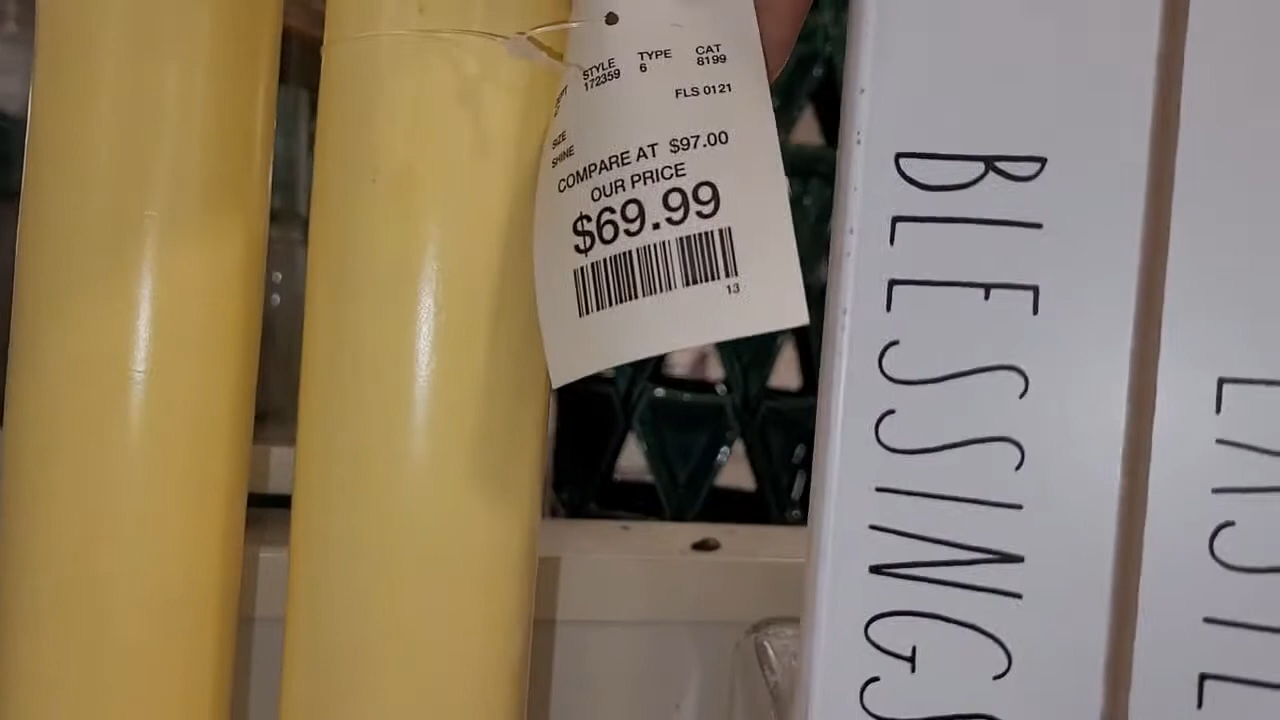 STYLE TYPE CAT
172359 6 8199
FLS 0121
SIZE
SHINE
COMPARE AT $97.00
OUR PRICE
$69.99
13
BLESSINGS